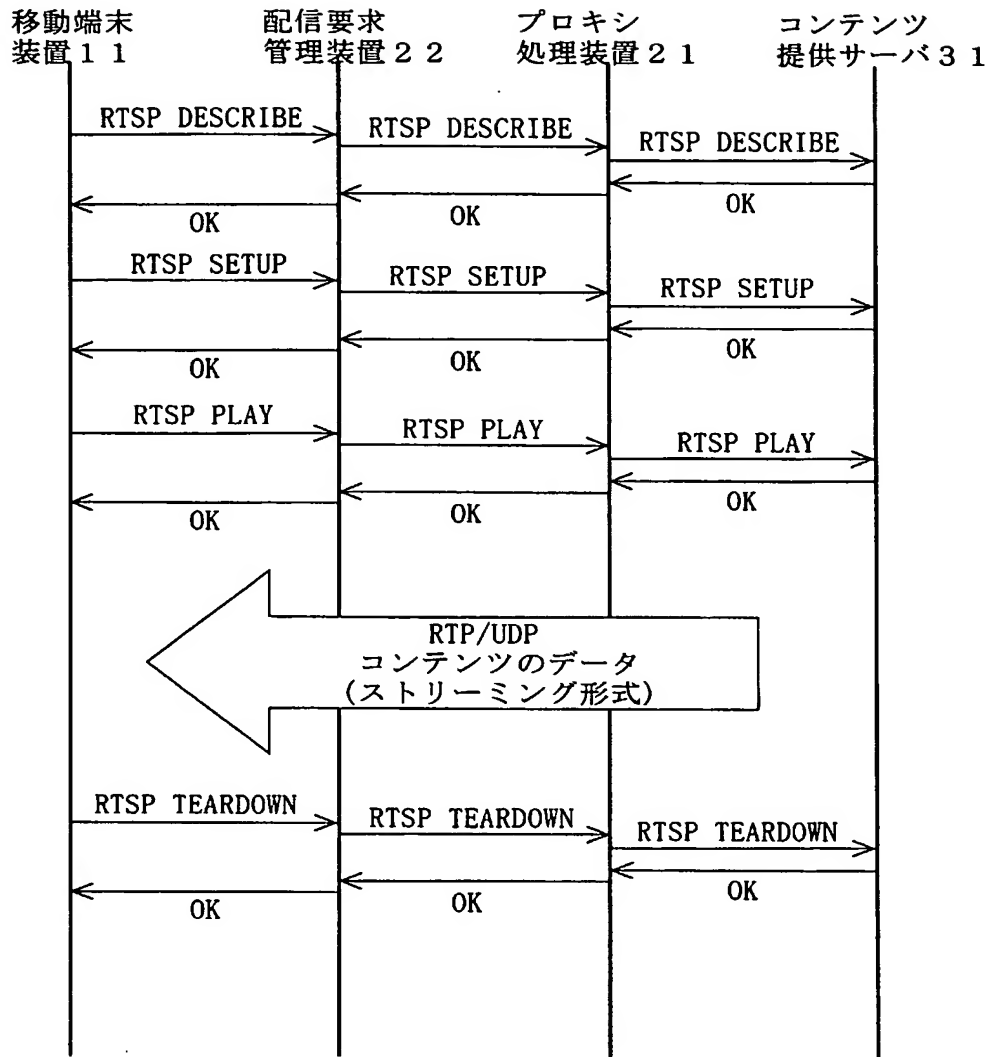 移動端末
装置１１
配信要求
管理装置２２
プロキシ
処理装置２１
コンテンツ
提供サーバ３１
RTSP DESCRIBE
RTSP DESCRIBE
RTSP DESCRIBE
OK
OK
OK
RTSP SETUP
RTSP SETUP
RTSP SETUP
OK
OK
OK
RTSP PLAY
RTSP PLAY
RTSP PLAY
OK
OK
OK
RTP/UDP
コンテンツのデータ
(ストリーミング形式)
RTSP TEARDOWN
RTSP TEARDOWN
RTSP TEARDOWN
OK
OK
OK